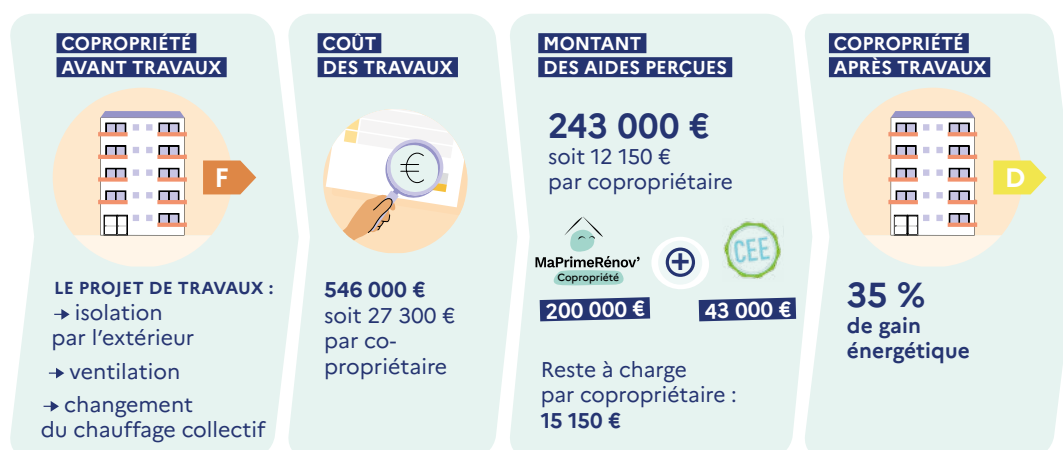 COPROPRIÉTÉ
AVANT TRAVAUX
F
LE PROJET DE TRAVAUX :
→ isolation
par l’extérieur
→ ventilation
→ changement
du chauffage collectif
COÛT
DES TRAVAUX
€
546 000 €
soit 27 300 €
par co-
propriétaire
MONTANT
DES AIDES PERÇUES
243 000 €
soit 12 150 €
par copropriétaire
MaPrimeRénov’
Copropriété
200 000 €
+
CEE
43 000 €
Reste à charge
par copropriétaire :
15 150 €
COPROPRIÉTÉ
APRÈS TRAVAUX
D
35 %
de gain
énergétique